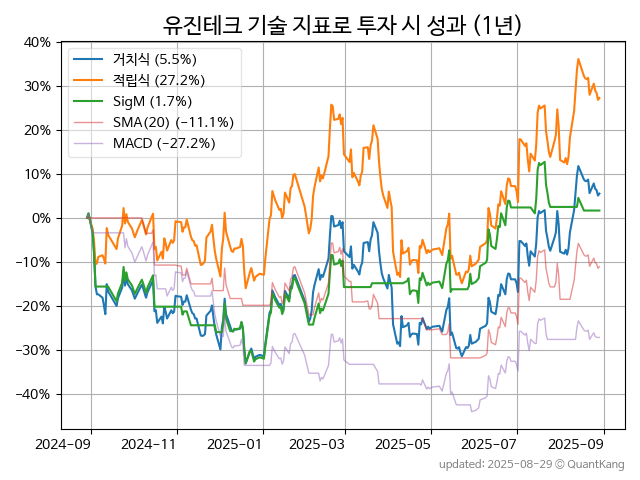 유진테크 기술 지표로 투자 시 성과 (1년)
거치식 (5.5%)
적립식 (27.2%)
SigM (1.7%)
SMA(20) (−11.1%)
MACD (−27.2%)
40%
30%
20%
10%
0%
−10%
−20%
−30%
−40%
2024−09
2024−11
2025−01
2025−03
2025−05
2025−07
2025−09
updated: 2025−08−29 © QuantKang